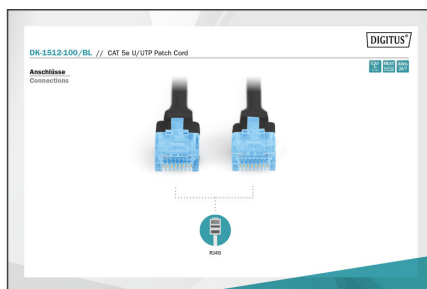 DIGITUS®
DK-1512-100/BL // CAT 5e U/UTP Patch Cord
Anschlüsse
Connections
RJ45